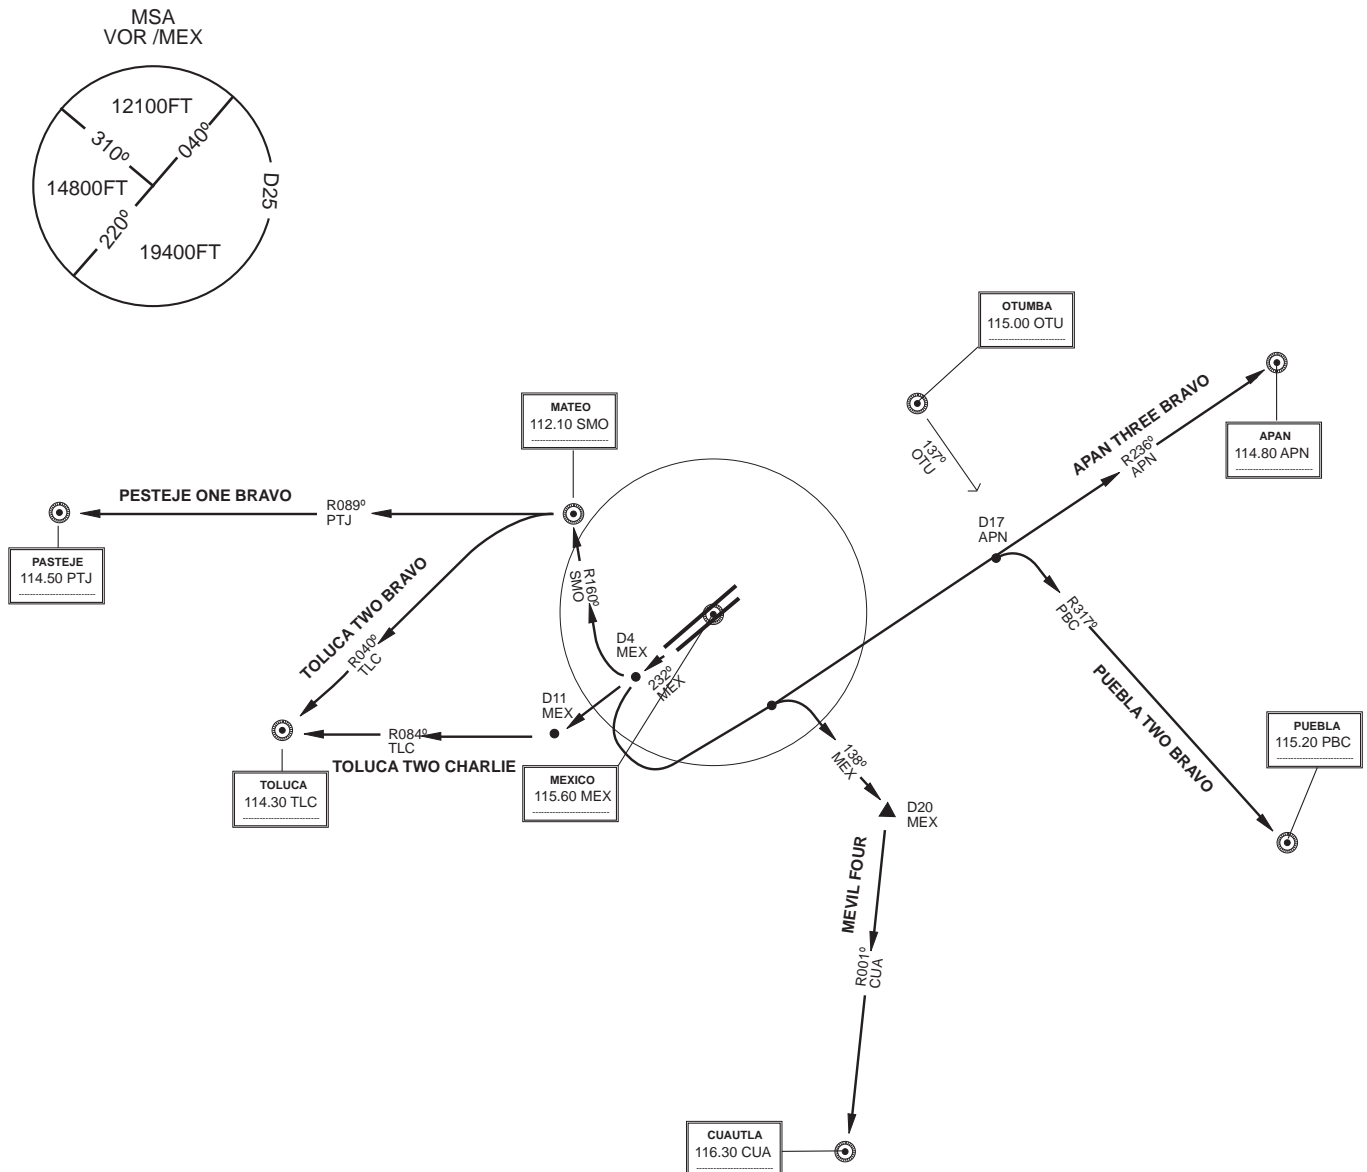 MSA
VOR /MEX
12100FT
310º
040º
14800FT
D25
220º
19400FT
OTUMBA
115.00 OTU
137º
OTU
APAN THREE BRAVO
R236º
APN
APAN
114.80 APN
MATEO
112.10 SMO
PESTEJE ONE BRAVO
R089º
PTJ
PASTEJE
114.50 PTJ
D17
APN
TOLUCA TWO BRAVO
R040º
TLC
R160º
SMO
D4
MEX
232º
MEX
R317º
PBC
PUEBLA TWO BRAVO
PUEBLA
115.20 PBC
D11
MEX
R084º
TLC
TOLUCA TWO CHARLIE
TOLUCA
114.30 TLC
MEXICO
115.60 MEX
138º
MEX
D20
MEX
MEVIL FOUR
R001º
CUA
CUAUTLA
116.30 CUA